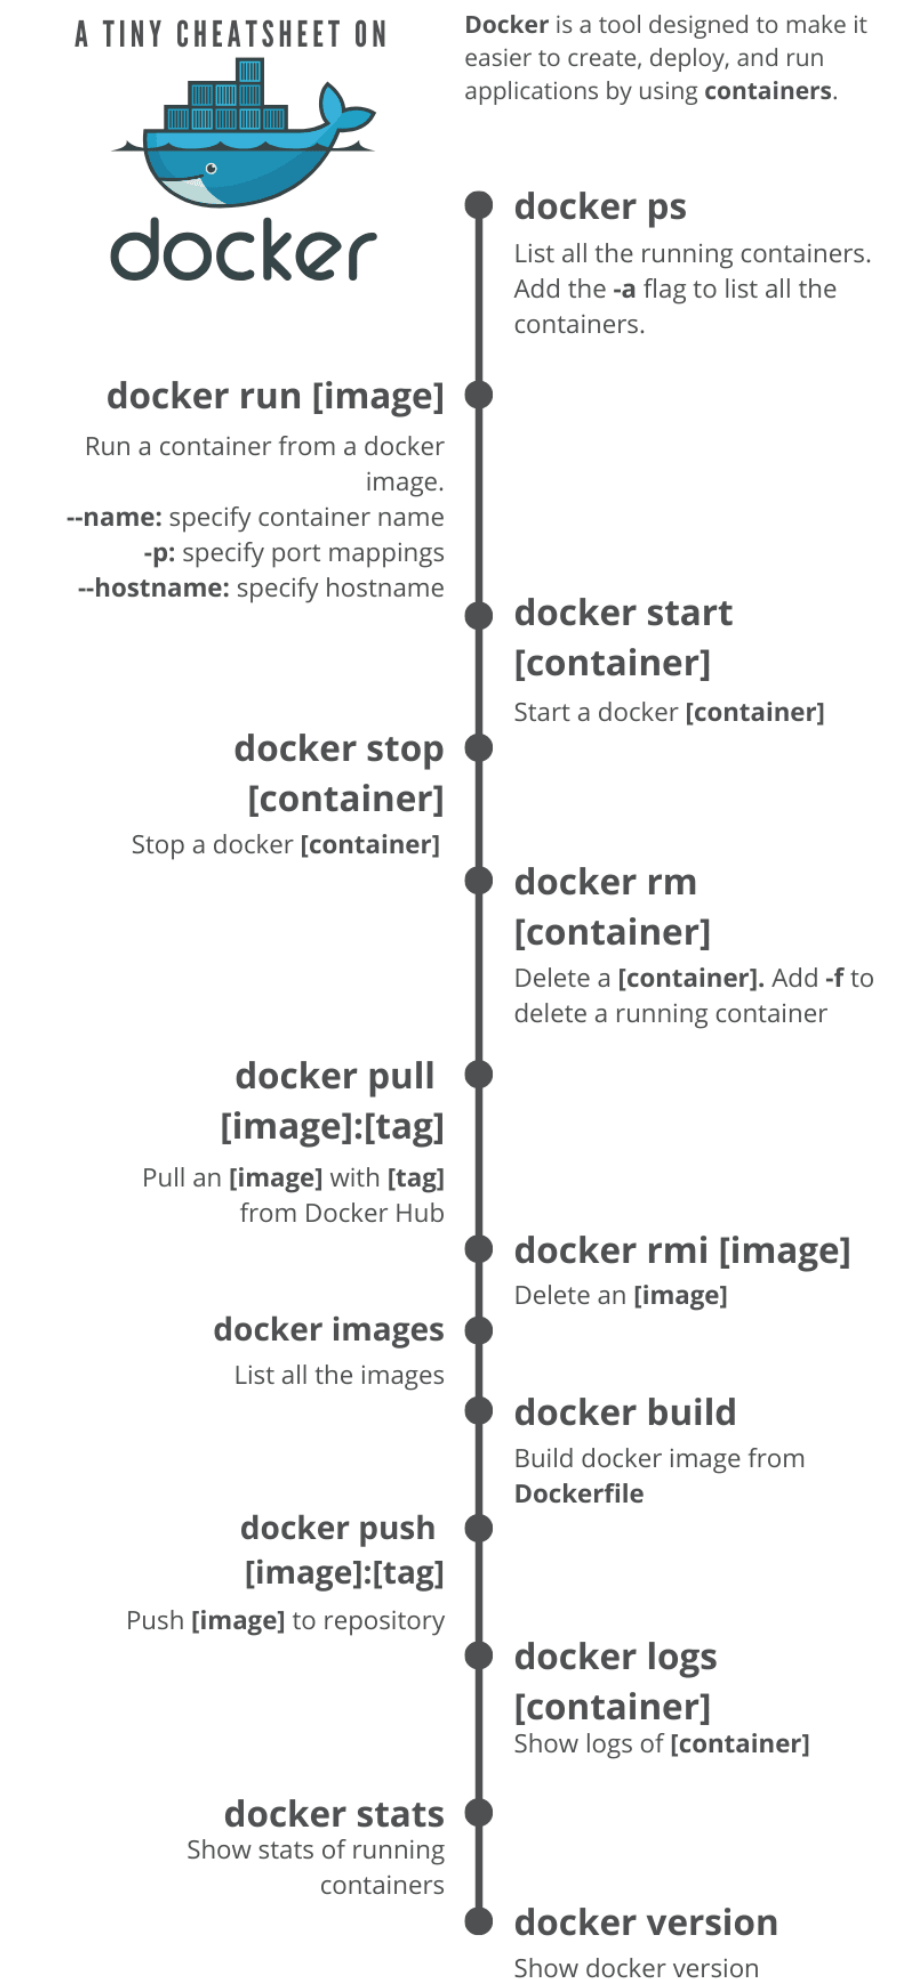 A TINY CHEATSHEET ON
docker
Docker is a tool designed to make it
easier to create, deploy, and run
applications by using containers.
docker ps
List all the running containers.
Add the -a flag to list all the
containers.
docker run [image]
Run a container from a docker
image.
--name: specify container name
-p: specify port mappings
--hostname: specify hostname
docker start
[container]
Start a docker [container]
docker stop
[container]
Stop a docker [container]
docker rm
[container]
Delete a [container]. Add -f to
delete a running container
docker pull
[image]:[tag]
Pull an [image] with [tag]
from Docker Hub
docker rmi [image]
Delete an [image]
docker images
List all the images
docker build
Build docker image from
Dockerfile
docker push
[image]:[tag]
Push [image] to repository
docker logs
[container]
Show logs of [container]
docker stats
Show stats of running
containers
docker version
Show docker version